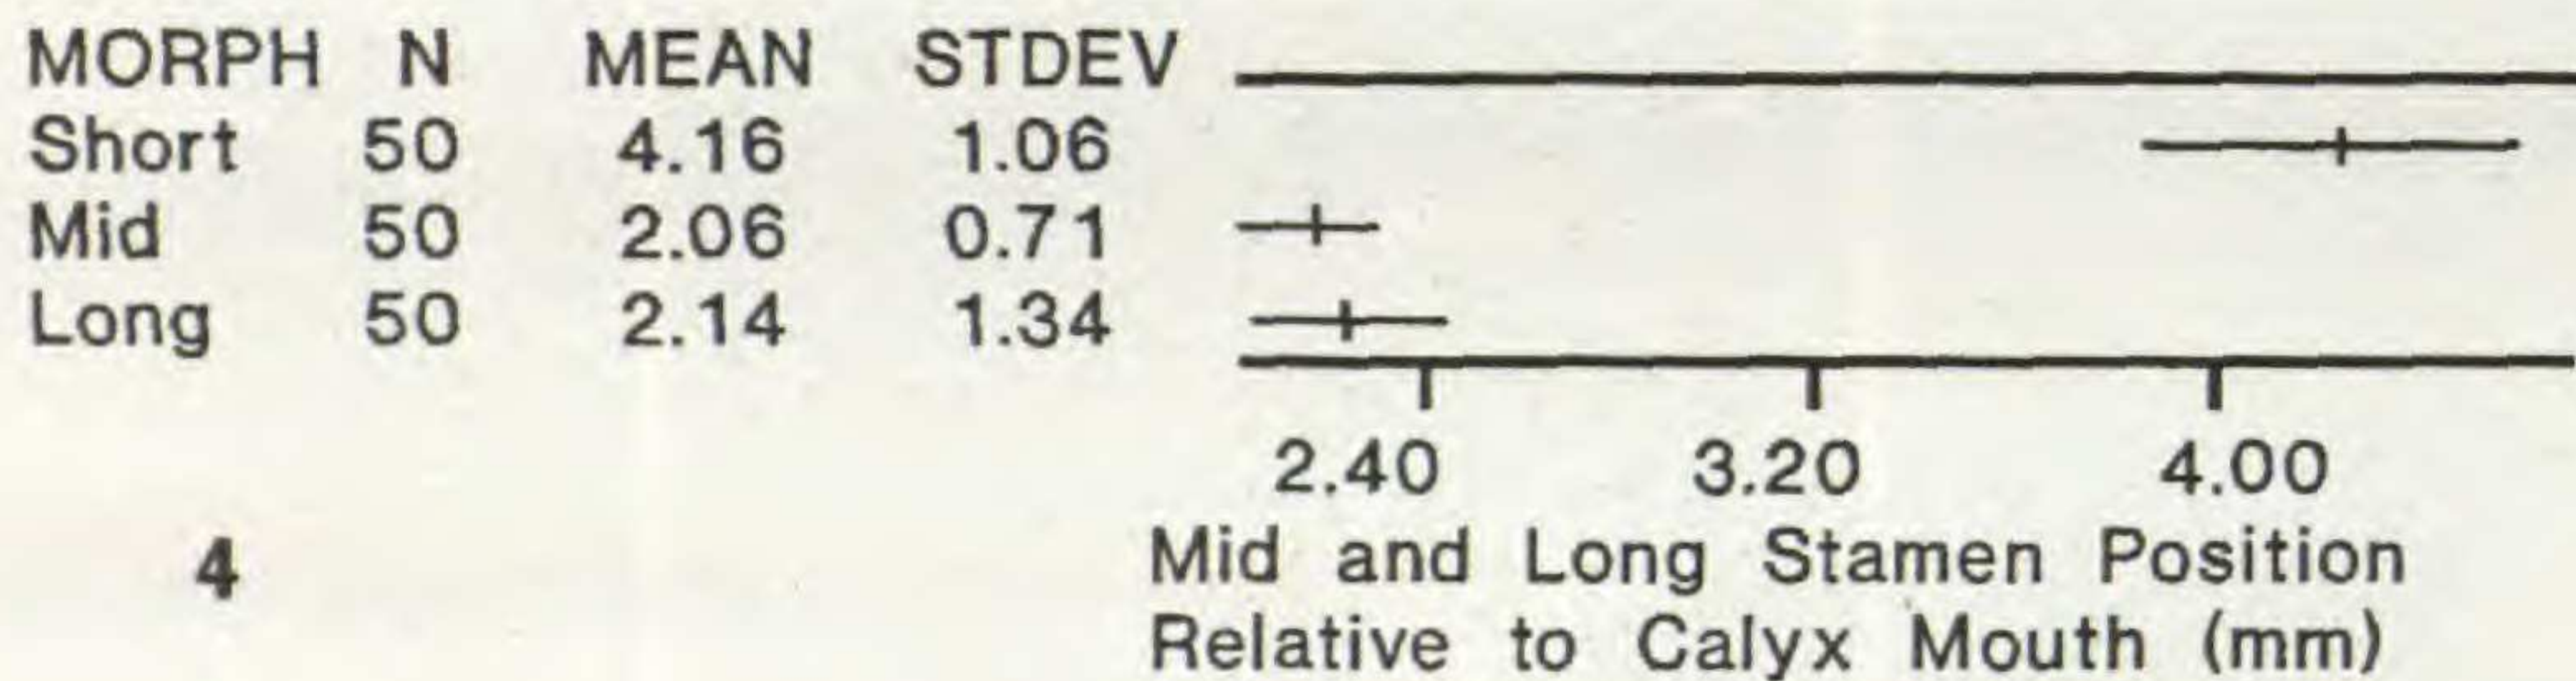 MORPH N MEAN STDEV
Short 50 4.16 1.06
Mid 50 2.06 0.71
Long 50 2.14 1.34
2.40 3.20 4.00
4
Mid and Long Stamen Position
Relative to Calyx Mouth (mm)